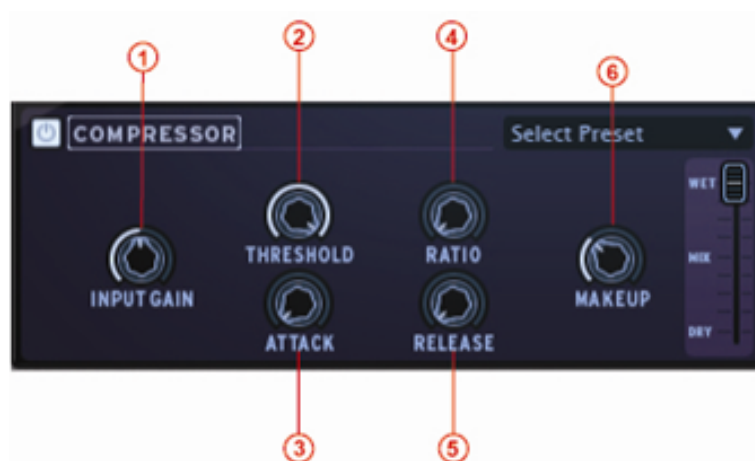 ② ④
① ⑥
COMPRESSOR Select Preset
WET
THRESHOLD RATIO MIX
INPUT GAIN MAKEUP
DRY
ATTACK RELEASE
③ ⑤